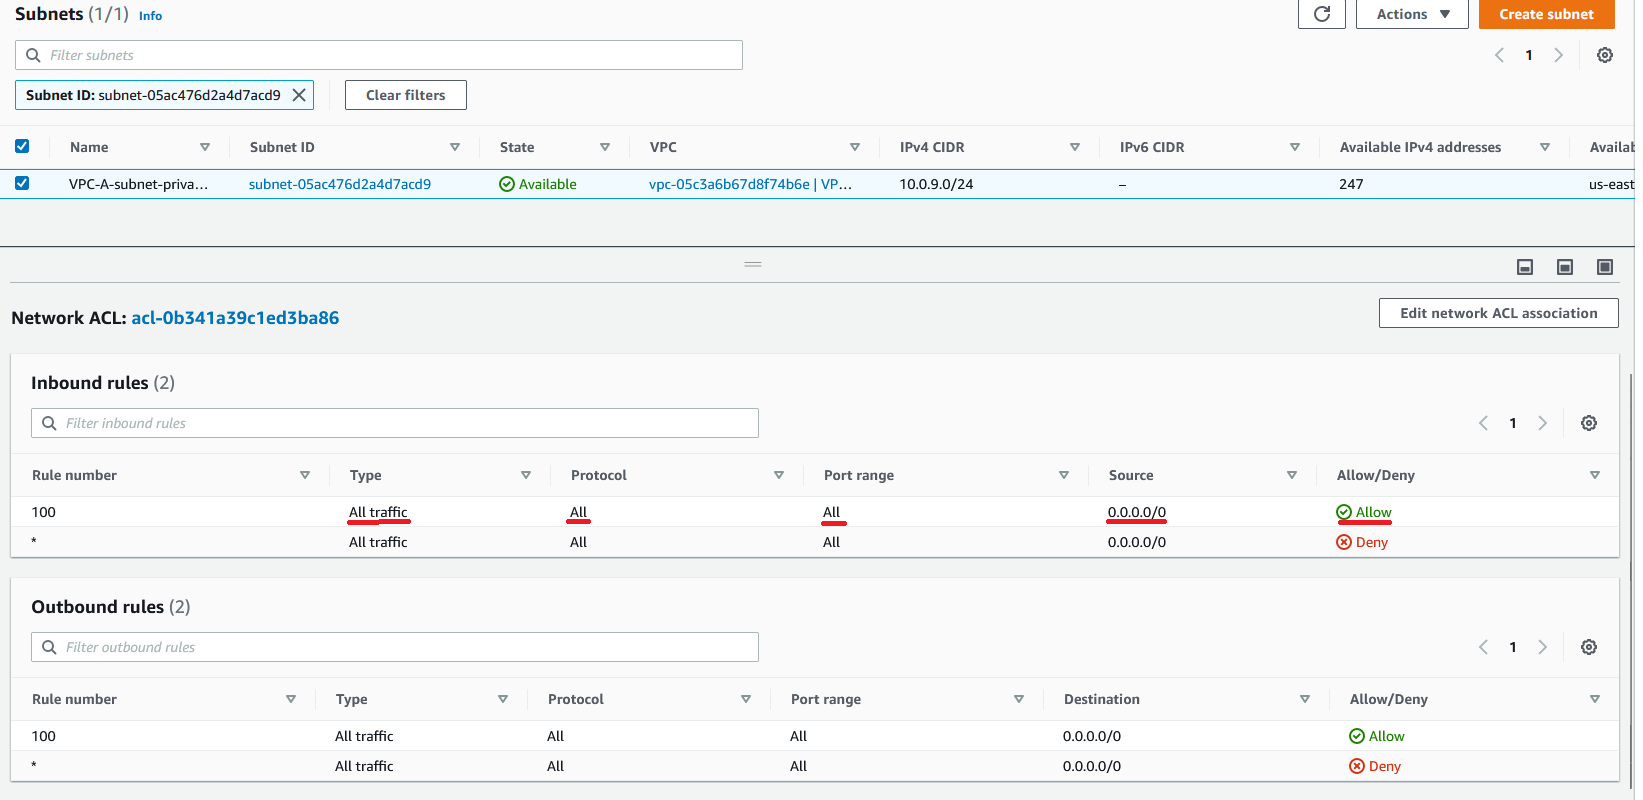 Subnets (1/1) Info
Actions Create subnet
Filter subnets
1
Subnet ID: subnet-05ac476d2a4d7acd9
Clear filters
Name Subnet ID State VPC IPv4 CIDR IPv6 CIDR Available IPv4 addresses Availab
VPC-A-subnet-priva... subnet-05ac476d2a4d7acd9 Available vpc-05c3a6b67d8f74b6e | VP... 10.0.9.0/24 – 247 us-east
Network ACL: acl-0b341a39c1ed3ba86
Edit network ACL association
Inbound rules (2)
Filter inbound rules
1
Rule number Type Protocol Port range Source Allow/Deny
100 All traffic All All 0.0.0.0/0 Allow
* All traffic All All 0.0.0.0/0 Deny
Outbound rules (2)
Filter outbound rules
1
Rule number Type Protocol Port range Destination Allow/Deny
100 All traffic All All 0.0.0.0/0 Allow
* All traffic All All 0.0.0.0/0 Deny